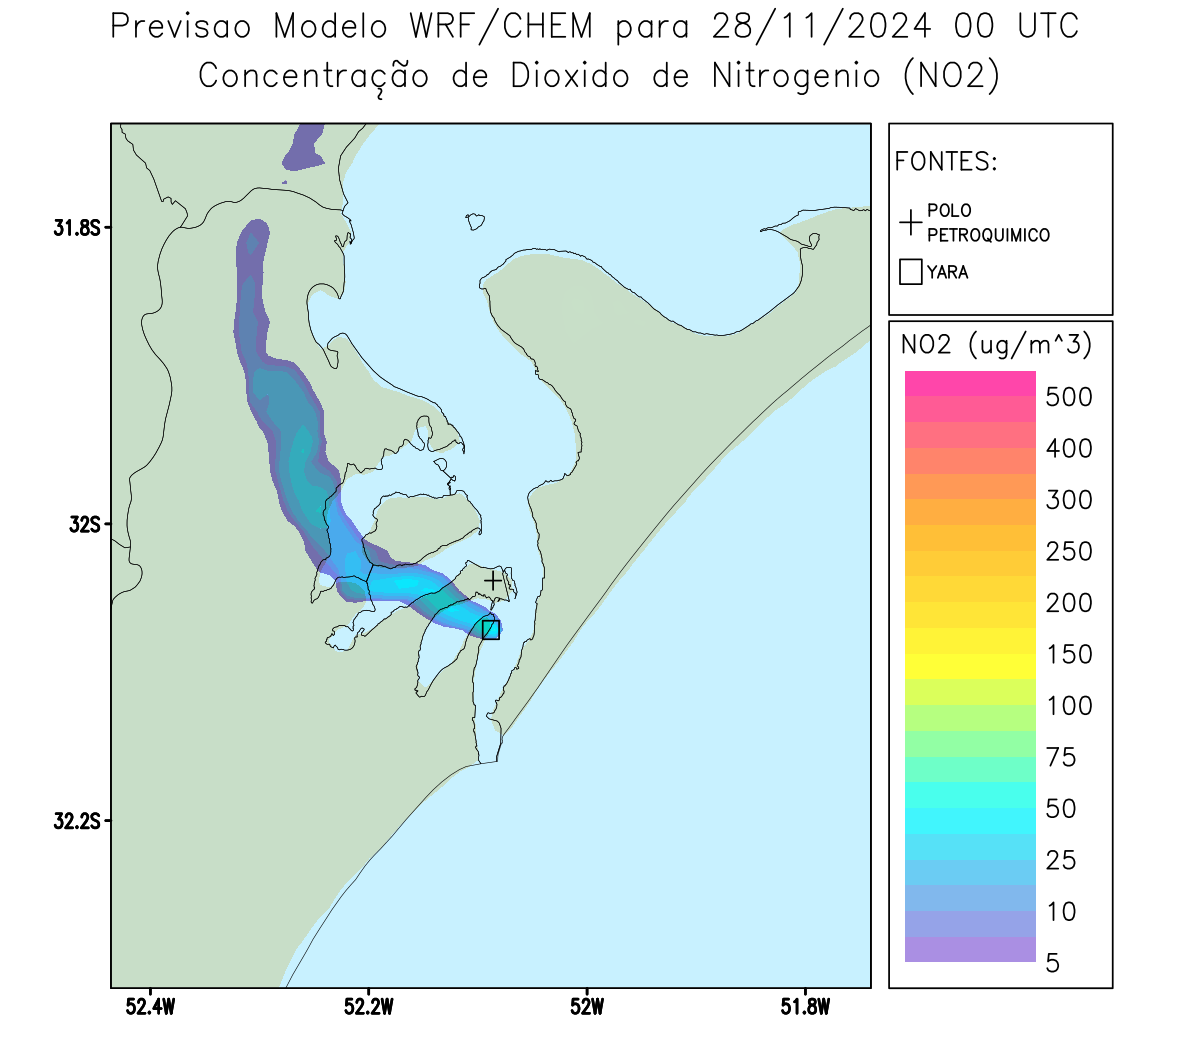 Previsao Modelo WRF/CHEM para 28/11/2024 00 UTC
Concentração de Dioxido de Nitrogenio (NO2)
FONTES:
POLO
PETROQUIMICO
YARA
NO2 (ug/m^3)
500
400
300
250
200
150
100
75
50
25
10
5
31.8S
32S
32.2S
52.4W
52.2W
52W
51.8W